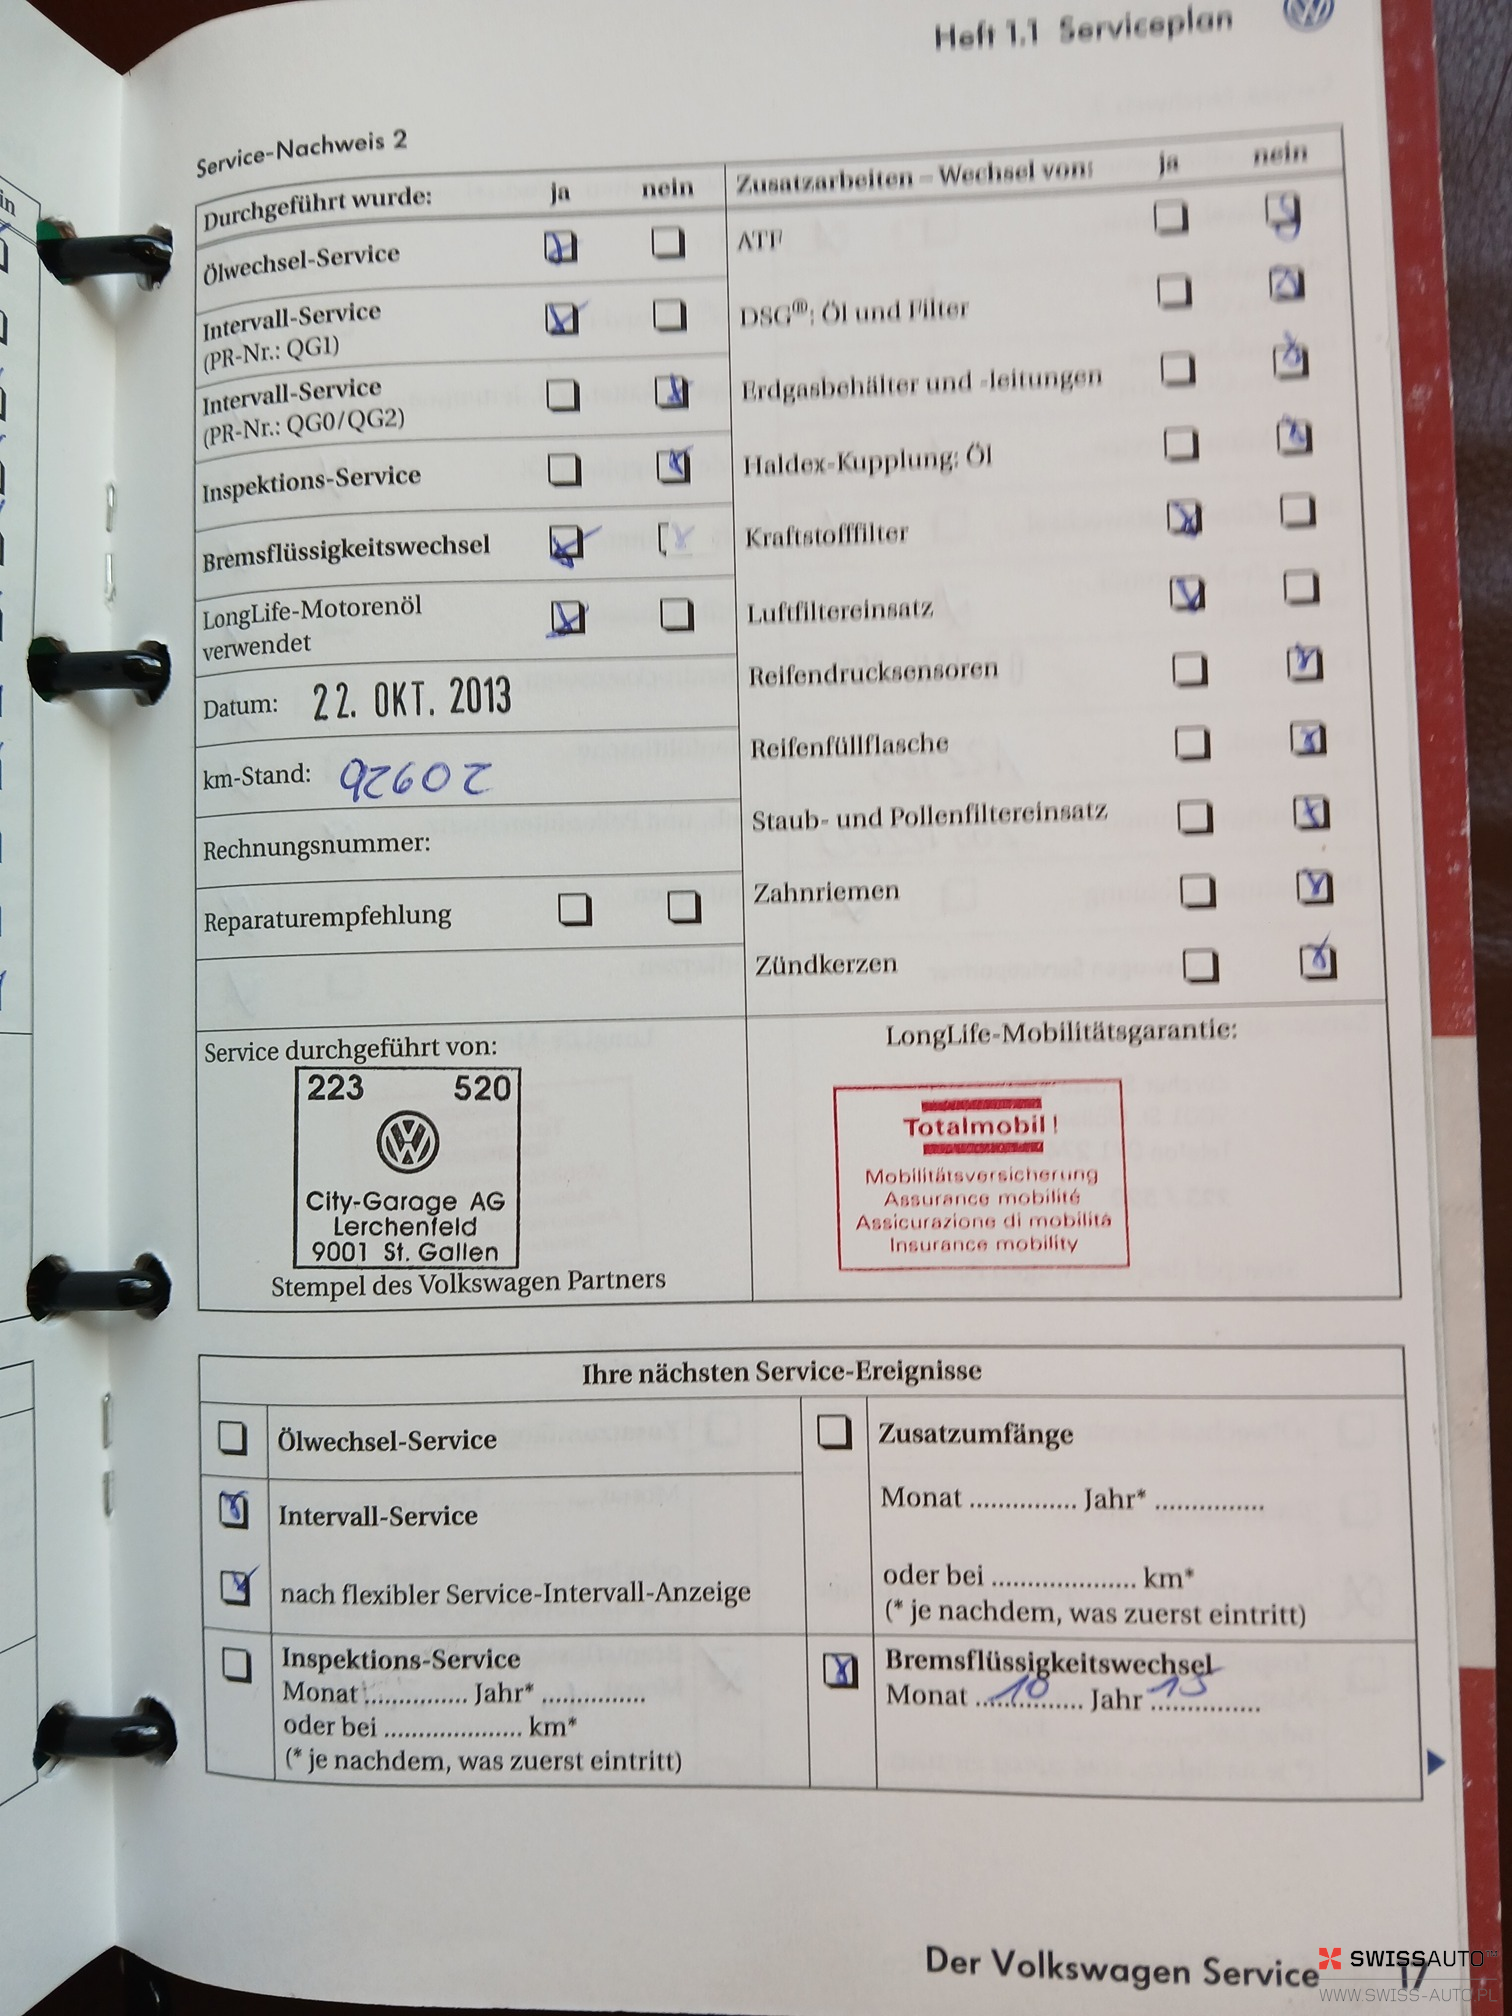 Heft 1.1 Serviceplan
Service-Nachweis 2
Durchgeführt wurde: ja nein
Ölwechsel-Service
Intervall-Service
(PR-Nr.: QG1)
Intervall-Service
(PR-Nr.: QG0/QG2)
Inspektions-Service
Bremsflüssigkeitswechsel
LongLife-Motorenöl
verwendet
Datum: 22. OKT. 2013
km-Stand:
Rechnungsnummer:
Reparaturempfehlung
Zusatzarbeiten – Wechsel von: ja nein
ATF
DSG®: Öl und Filter
Erdgasbehälter und -leitungen
Haldex-Kupplung: Öl
Kraftstofffilter
Luftfiltereinsatz
Reifendrucksensoren
Reifenfüllflasche
Staub- und Pollenfiltereinsatz
Zahnriemen
Zündkerzen
Service durchgeführt von:
223 520
City-Garage AG
Lerchenfeld
9001 St. Gallen
Stempel des Volkswagen Partners
LongLife-Mobilitätsgarantie:
Totalmobil!
Mobilitätsversicherung
Assurance mobilité
Assicurazione di mobilità
Insurance mobility
Ihre nächsten Service-Ereignisse
Ölwechsel-Service
Intervall-Service
nach flexibler Service-Intervall-Anzeige
Inspektions-Service
Monat ............... Jahr* ...............
oder bei .................... km*
(* je nachdem, was zuerst eintritt)
Zusatzumfänge
Monat ............... Jahr* ...............
oder bei .................... km*
(* je nachdem, was zuerst eintritt)
Bremsflüssigkeitswechsel
Monat 10 Jahr 15
Der Volkswagen Service 17
SWISSAUTO
WWW.SWISS-AUTO.PL